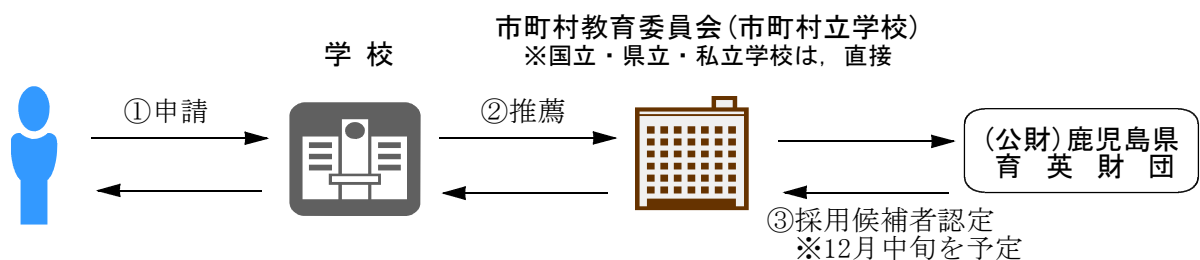 市町村教育委員会(市町村立学校)
※国立・県立・私立学校は，直接
学 校
①申請
②推薦
(公財)鹿児島県
育 英 財 団
③採用候補者認定
※12月中旬を予定